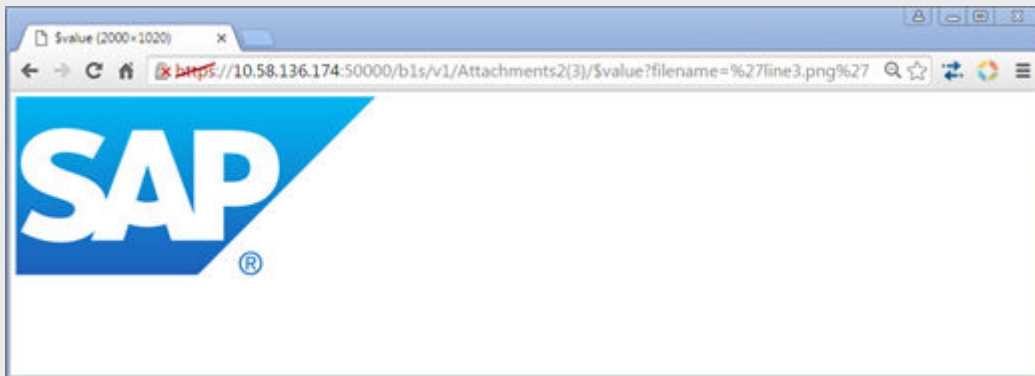 $value (2000×1020)
https://10.58.136.174:50000/b1s/v1/Attachments2(3)/$value?filename=%27line3.png%27
SAP
®